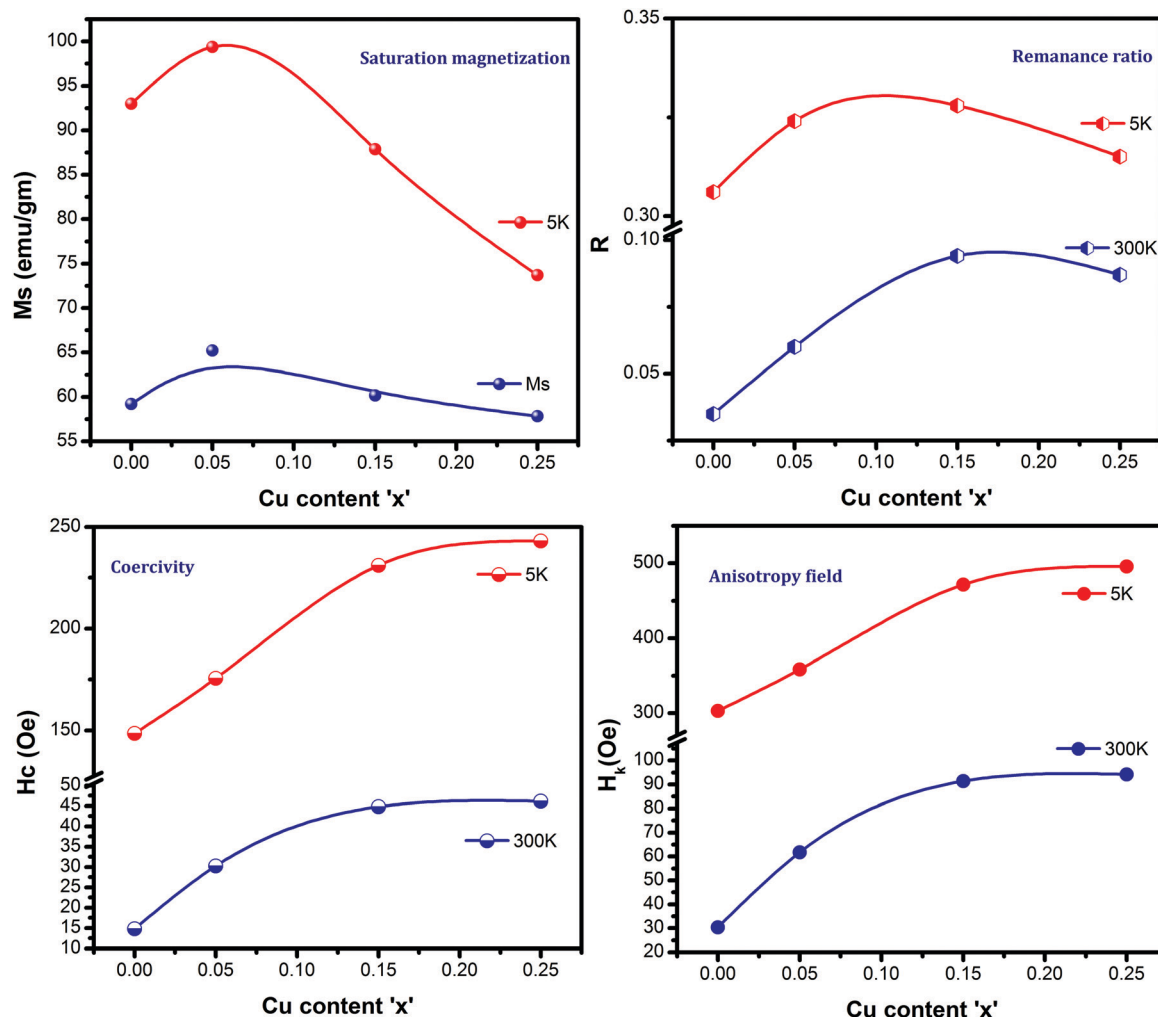 Saturation magnetization
100
95
90
85
80
75
70
65
60
55
Ms (emu/gm)
5K
Ms
0.00 0.05 0.10 0.15 0.20 0.25
Cu content 'x'
Remanance ratio
0.35
0.30
0.10
0.05
R
5K
300K
0.00 0.05 0.10 0.15 0.20 0.25
Cu content 'x'
Coercivity
250
200
150
50
45
40
35
30
25
20
15
10
Hc (Oe)
5K
300K
0.00 0.05 0.10 0.15 0.20 0.25
Cu content 'x'
Anisotropy field
500
400
300
100
90
80
70
60
50
40
30
20
Hk(Oe)
5K
300K
0.00 0.05 0.10 0.15 0.20 0.25
Cu content 'x'